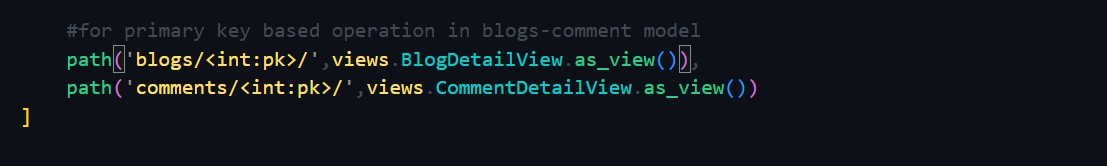 #for primary key based operation in blogs-comment model
path('blogs/<int:pk>/',views.BlogDetailView.as_view()),
path('comments/<int:pk>/',views.CommentDetailView.as_view())
]